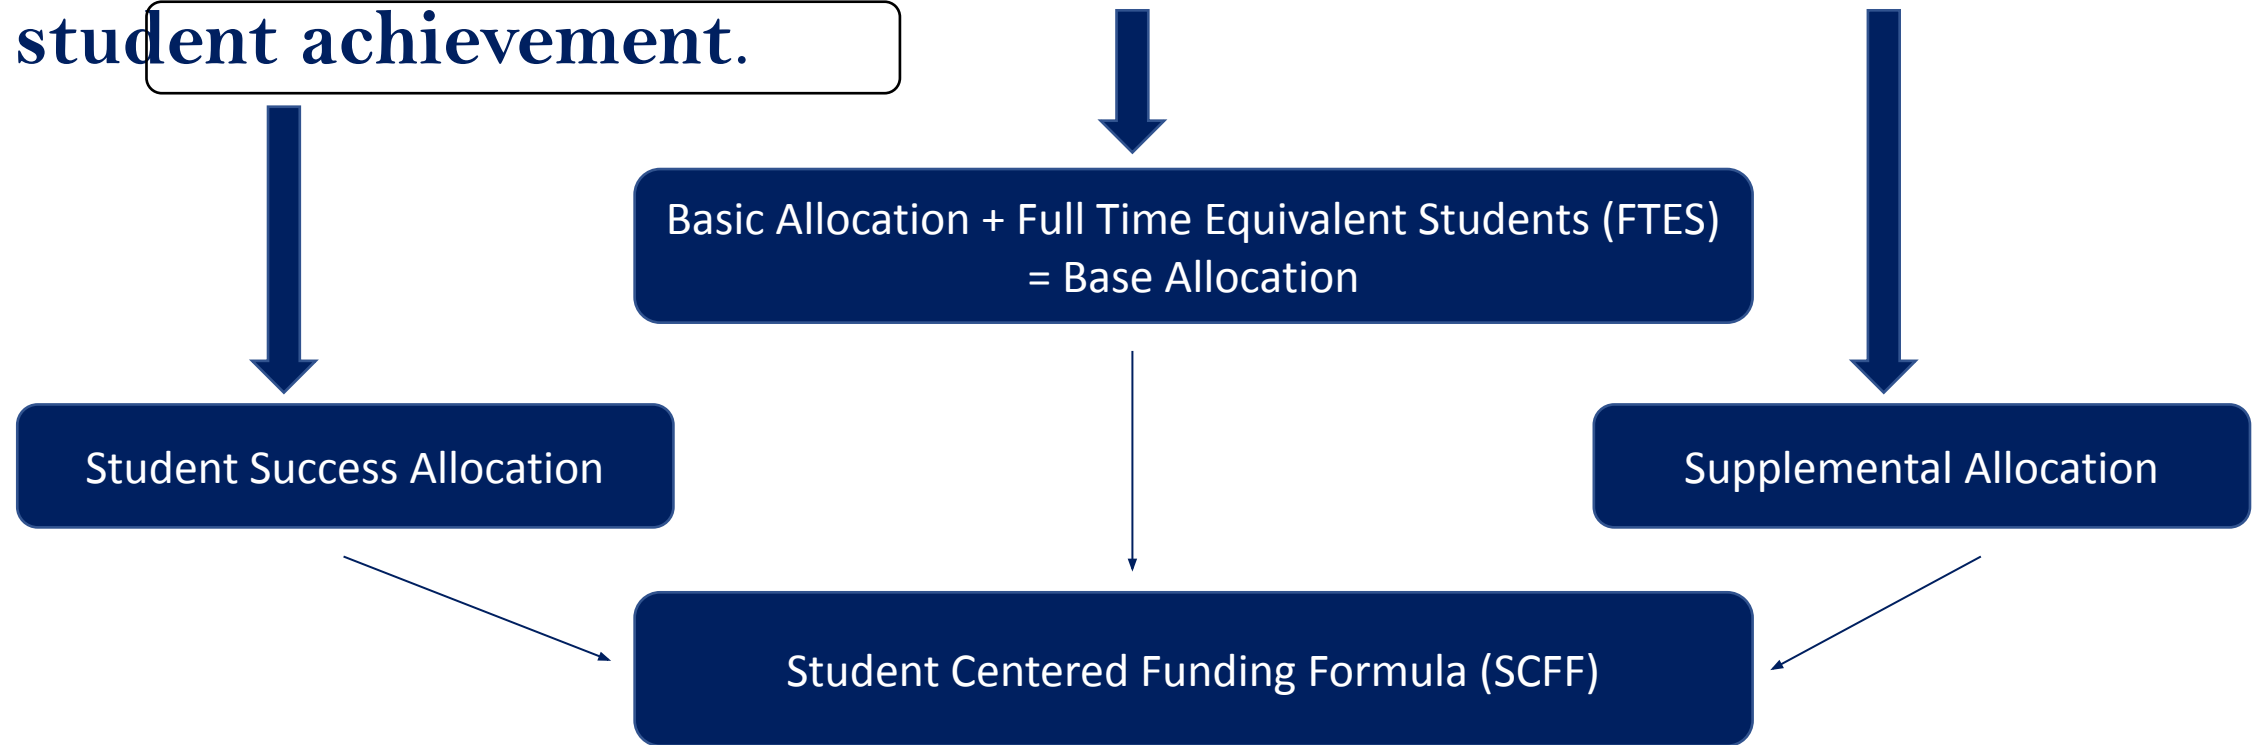 student achievement.
Basic Allocation + Full Time Equivalent Students (FTES)
= Base Allocation
Student Success Allocation
Supplemental Allocation
Student Centered Funding Formula (SCFF)